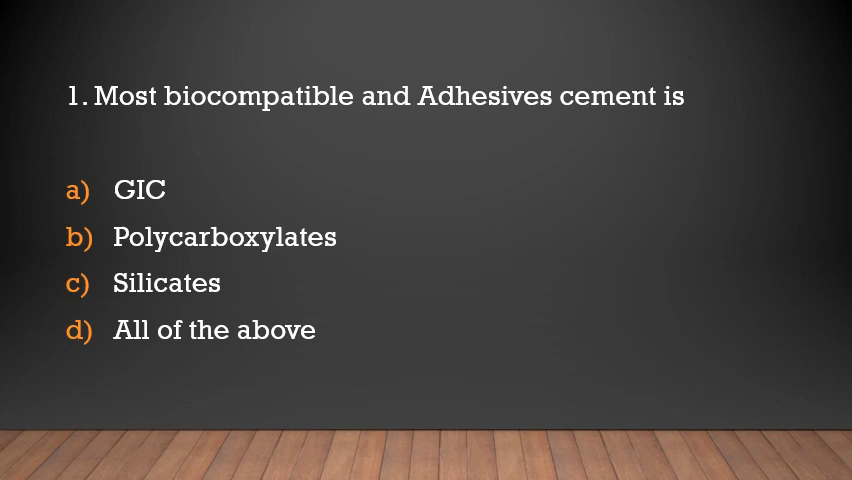 1. Most biocompatible and Adhesives cement is
a) GIC
b) Polycarboxylates
c) Silicates
d) All of the above